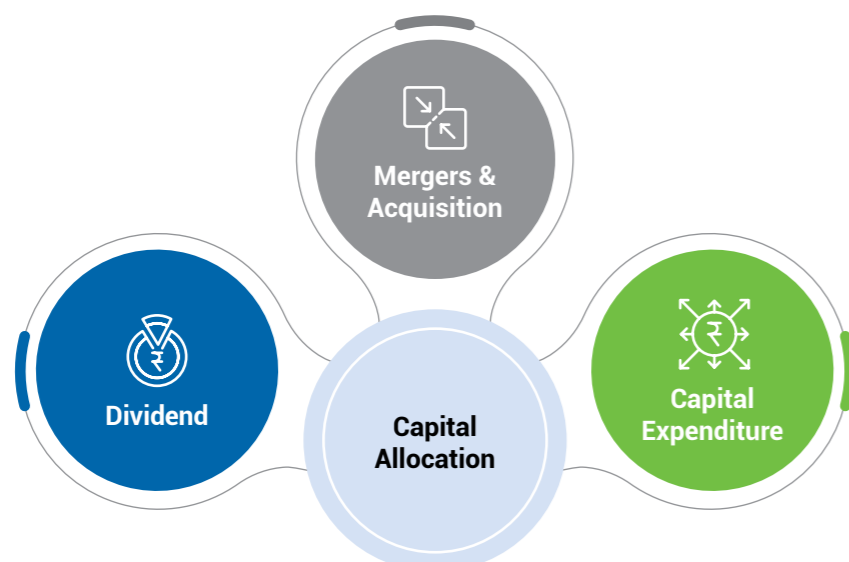 Mergers &
Acquisition
₹
Dividend
₹
Capital
Expenditure
Capital
Allocation